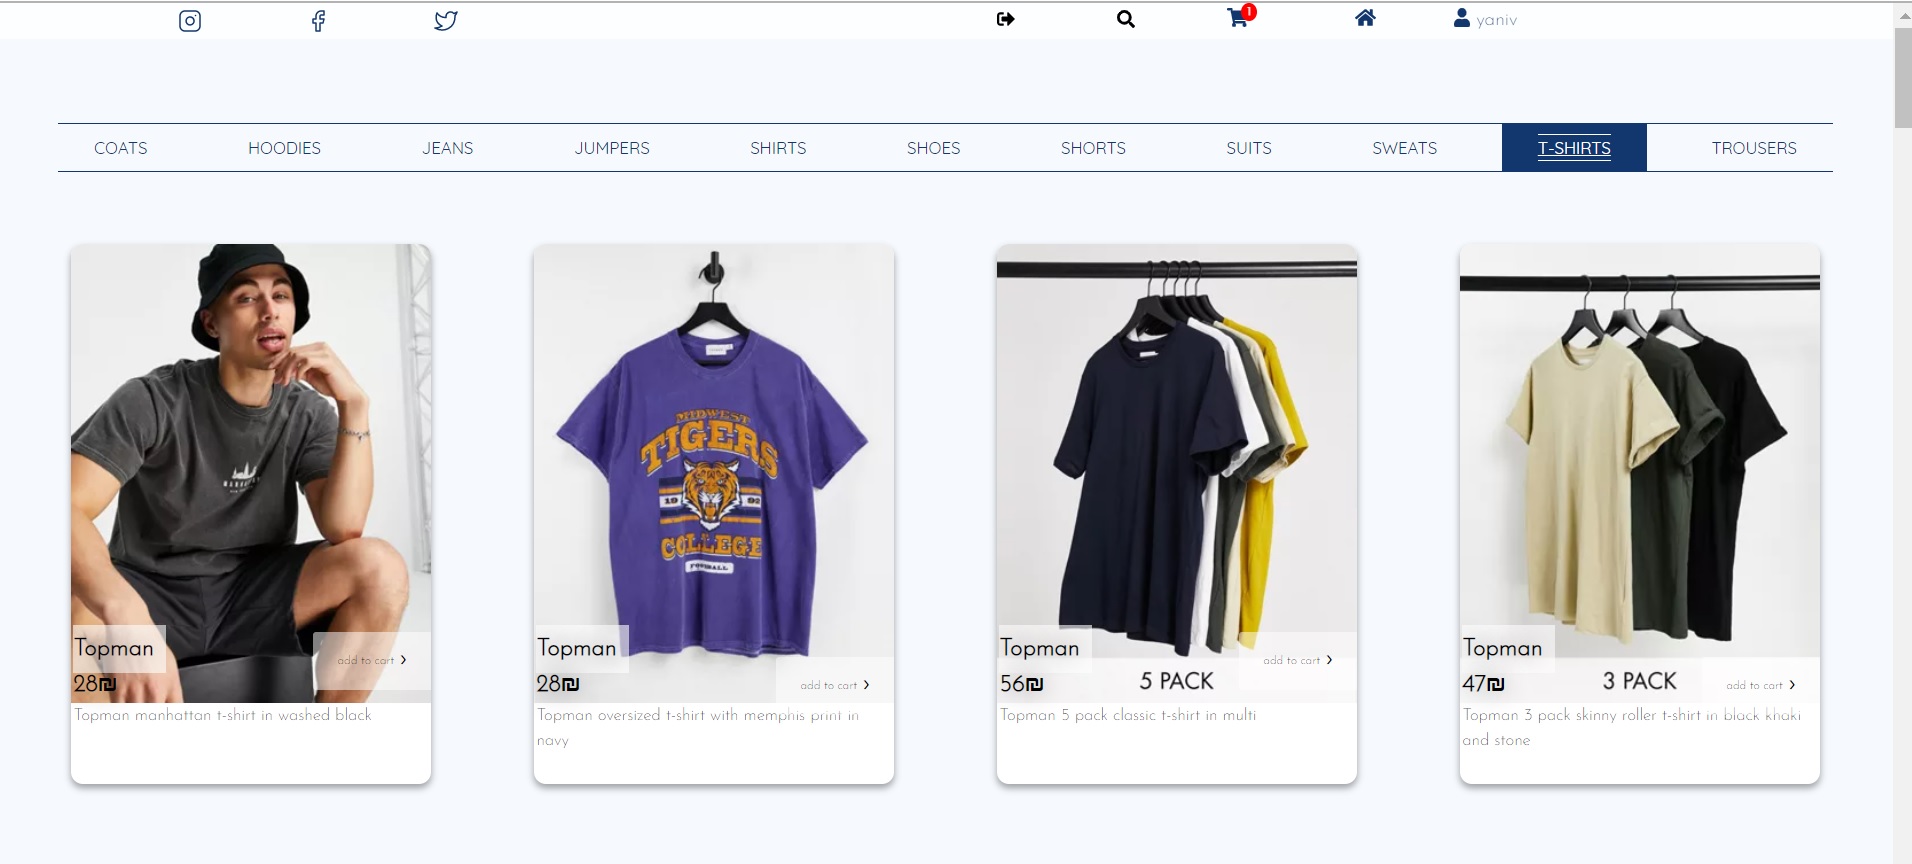 1
yaniv
COATS
HOODIES
JEANS
JUMPERS
SHIRTS
SHOES
SHORTS
SUITS
SWEATS
T-SHIRTS
TROUSERS
Topman
28₪
add to cart ›
Topman manhattan t-shirt in washed black
MIDWEST
TIGERS
19 92
COLLEGE
FOOTBALL
Topman
28₪
add to cart ›
Topman oversized t-shirt with memphis print in
navy
Topman
56₪
5 PACK
add to cart ›
Topman 5 pack classic t-shirt in multi
Topman
47₪
3 PACK
add to cart ›
Topman 3 pack skinny roller t-shirt in black khaki
and stone